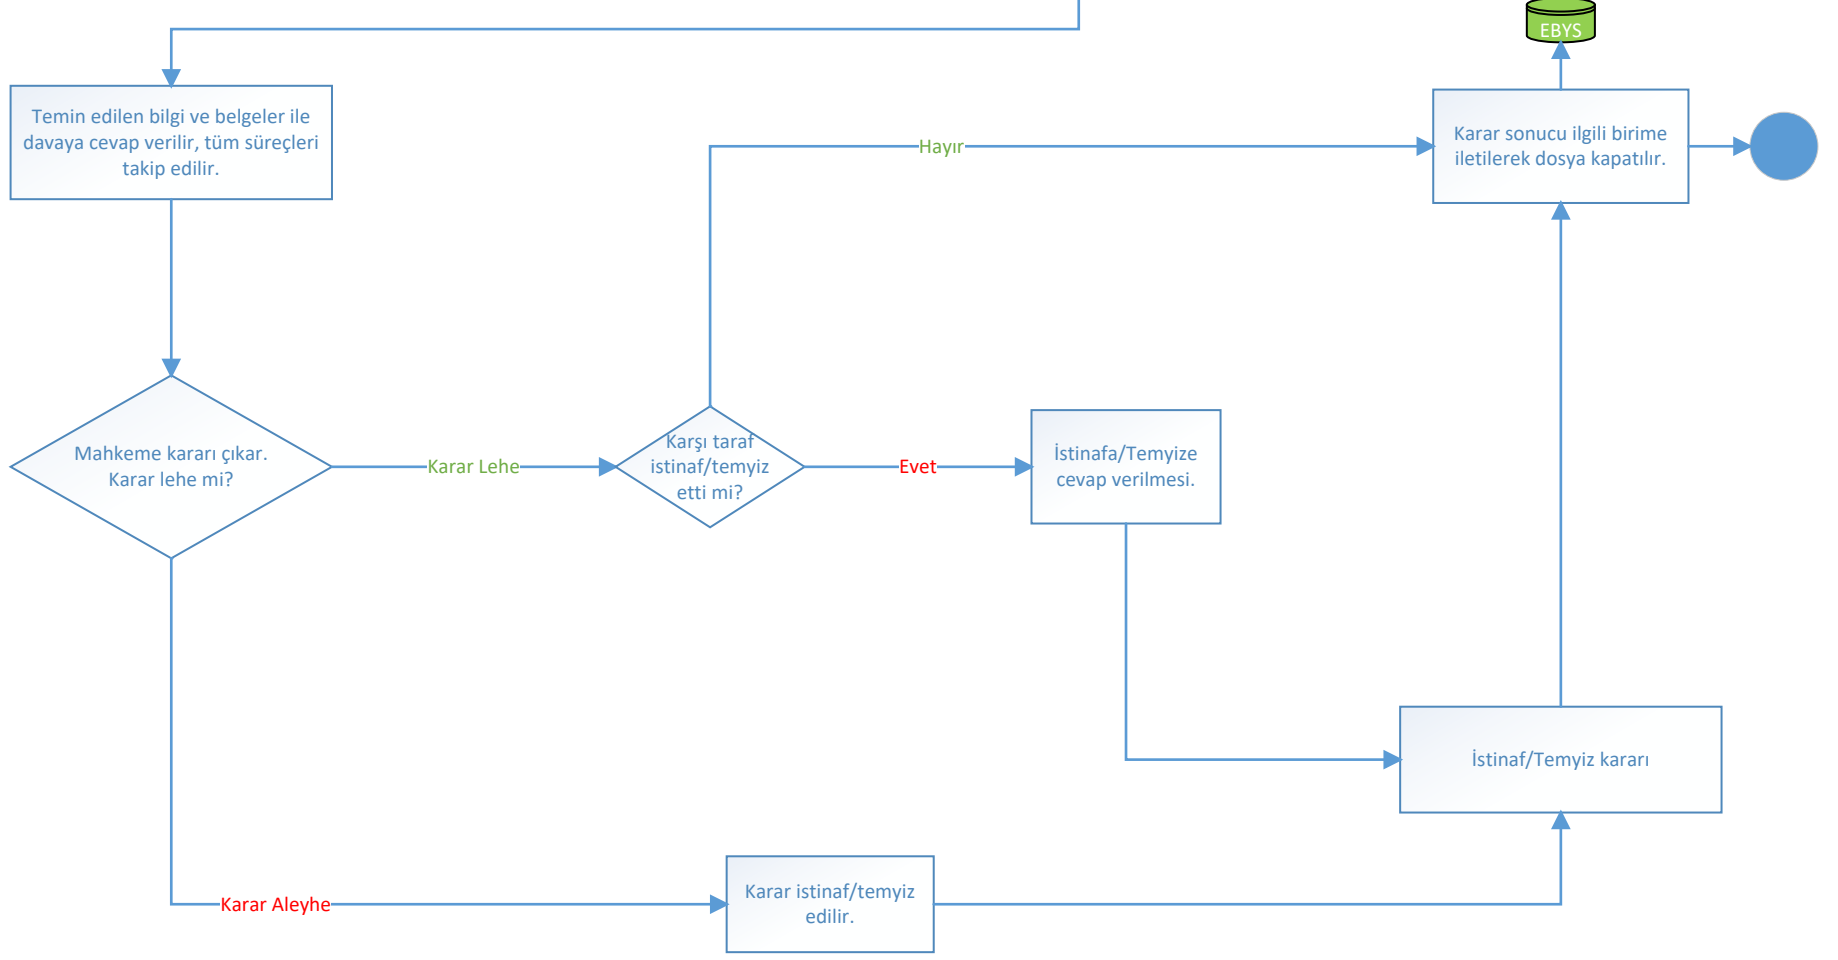 EBYS
Temin edilen bilgi ve belgeler ile
davaya cevap verilir, tüm süreçleri
takip edilir.
Hayır
Karar sonucu ilgili birime
iletilerek dosya kapatılır.
Mahkeme kararı çıkar.
Karar lehe mi?
Karar Lehe
Karşı taraf
istinaf/temyiz
etti mi?
Evet
İstinafa/Temyize
cevap verilmesi.
İstinaf/Temyiz kararı
Karar Aleyhe
Karar istinaf/temyiz
edilir.